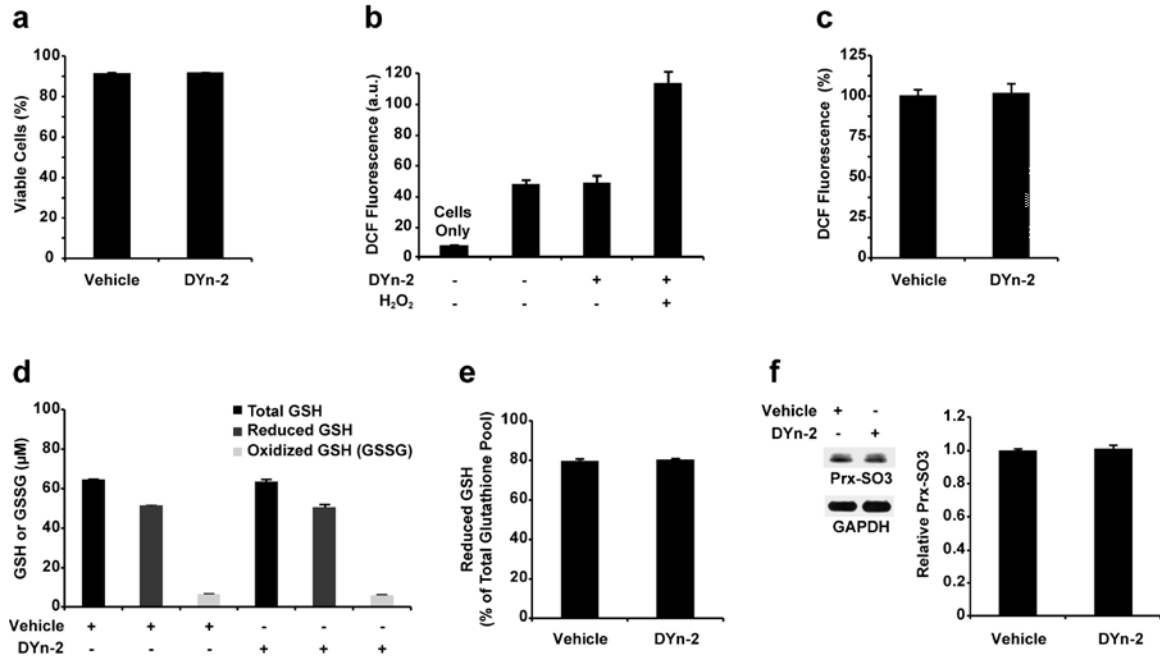 a
Viable Cells (%)
100
80
60
40
20
0
Vehicle DYn-2
b
DCF Fluorescence (a.u.)
120
100
80
60
40
20
0
Cells
Only
DYn-2 - - + +
H₂O₂ - - - +
c
DCF Fluorescence (%)
125
100
75
50
25
0
Vehicle DYn-2
d
GSH or GSSG (µM)
100
80
60
40
20
0
Total GSH
Reduced GSH
Oxidized GSH (GSSG)
Vehicle + + + - - -
DYn-2 - - - + + +
e
Reduced GSH
(% of Total Glutathione Pool)
100
80
60
40
20
0
Vehicle DYn-2
f
Vehicle + -
DYn-2 - +
Prx-SO3
GAPDH
Relative Prx-SO3
1.2
1
0.8
0.6
0.4
0.2
0
Vehicle DYn-2